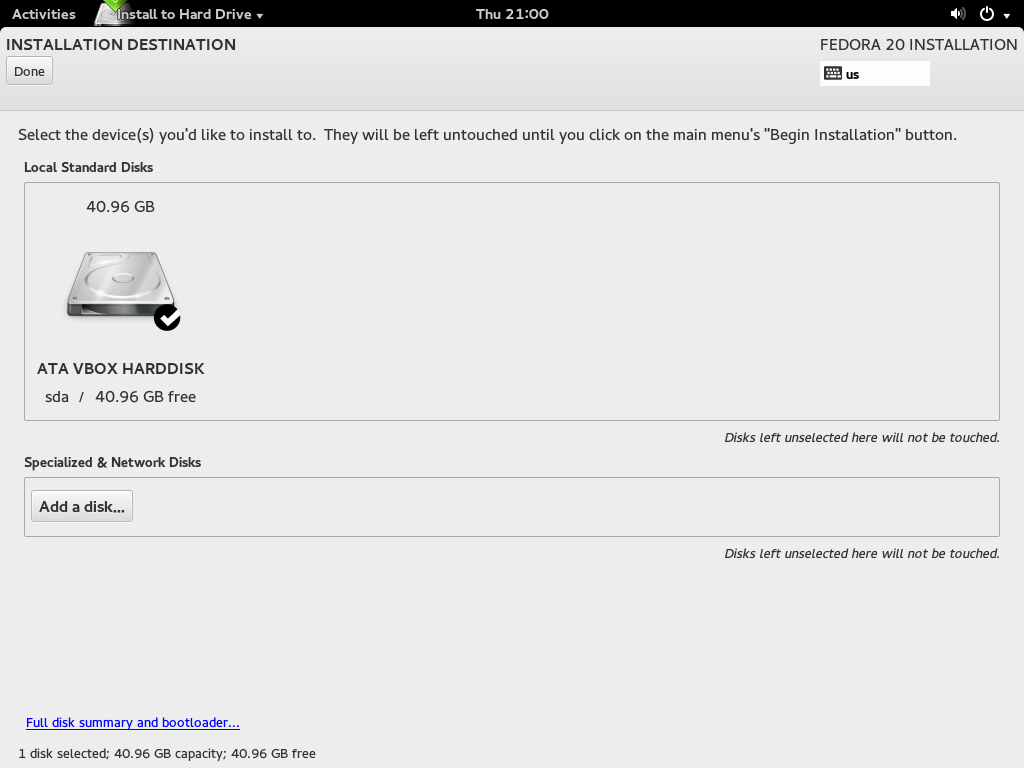 Activities Install to Hard Drive Thu 21:00
INSTALLATION DESTINATION FEDORA 20 INSTALLATION
Done us
Select the device(s) you'd like to install to.  They will be left untouched until you click on the main menu's "Begin Installation" button.
Local Standard Disks
40.96 GB
ATA VBOX HARDDISK
sda / 40.96 GB free
Disks left unselected here will not be touched.
Specialized & Network Disks
Add a disk...
Disks left unselected here will not be touched.
Full disk summary and bootloader...
1 disk selected; 40.96 GB capacity; 40.96 GB free